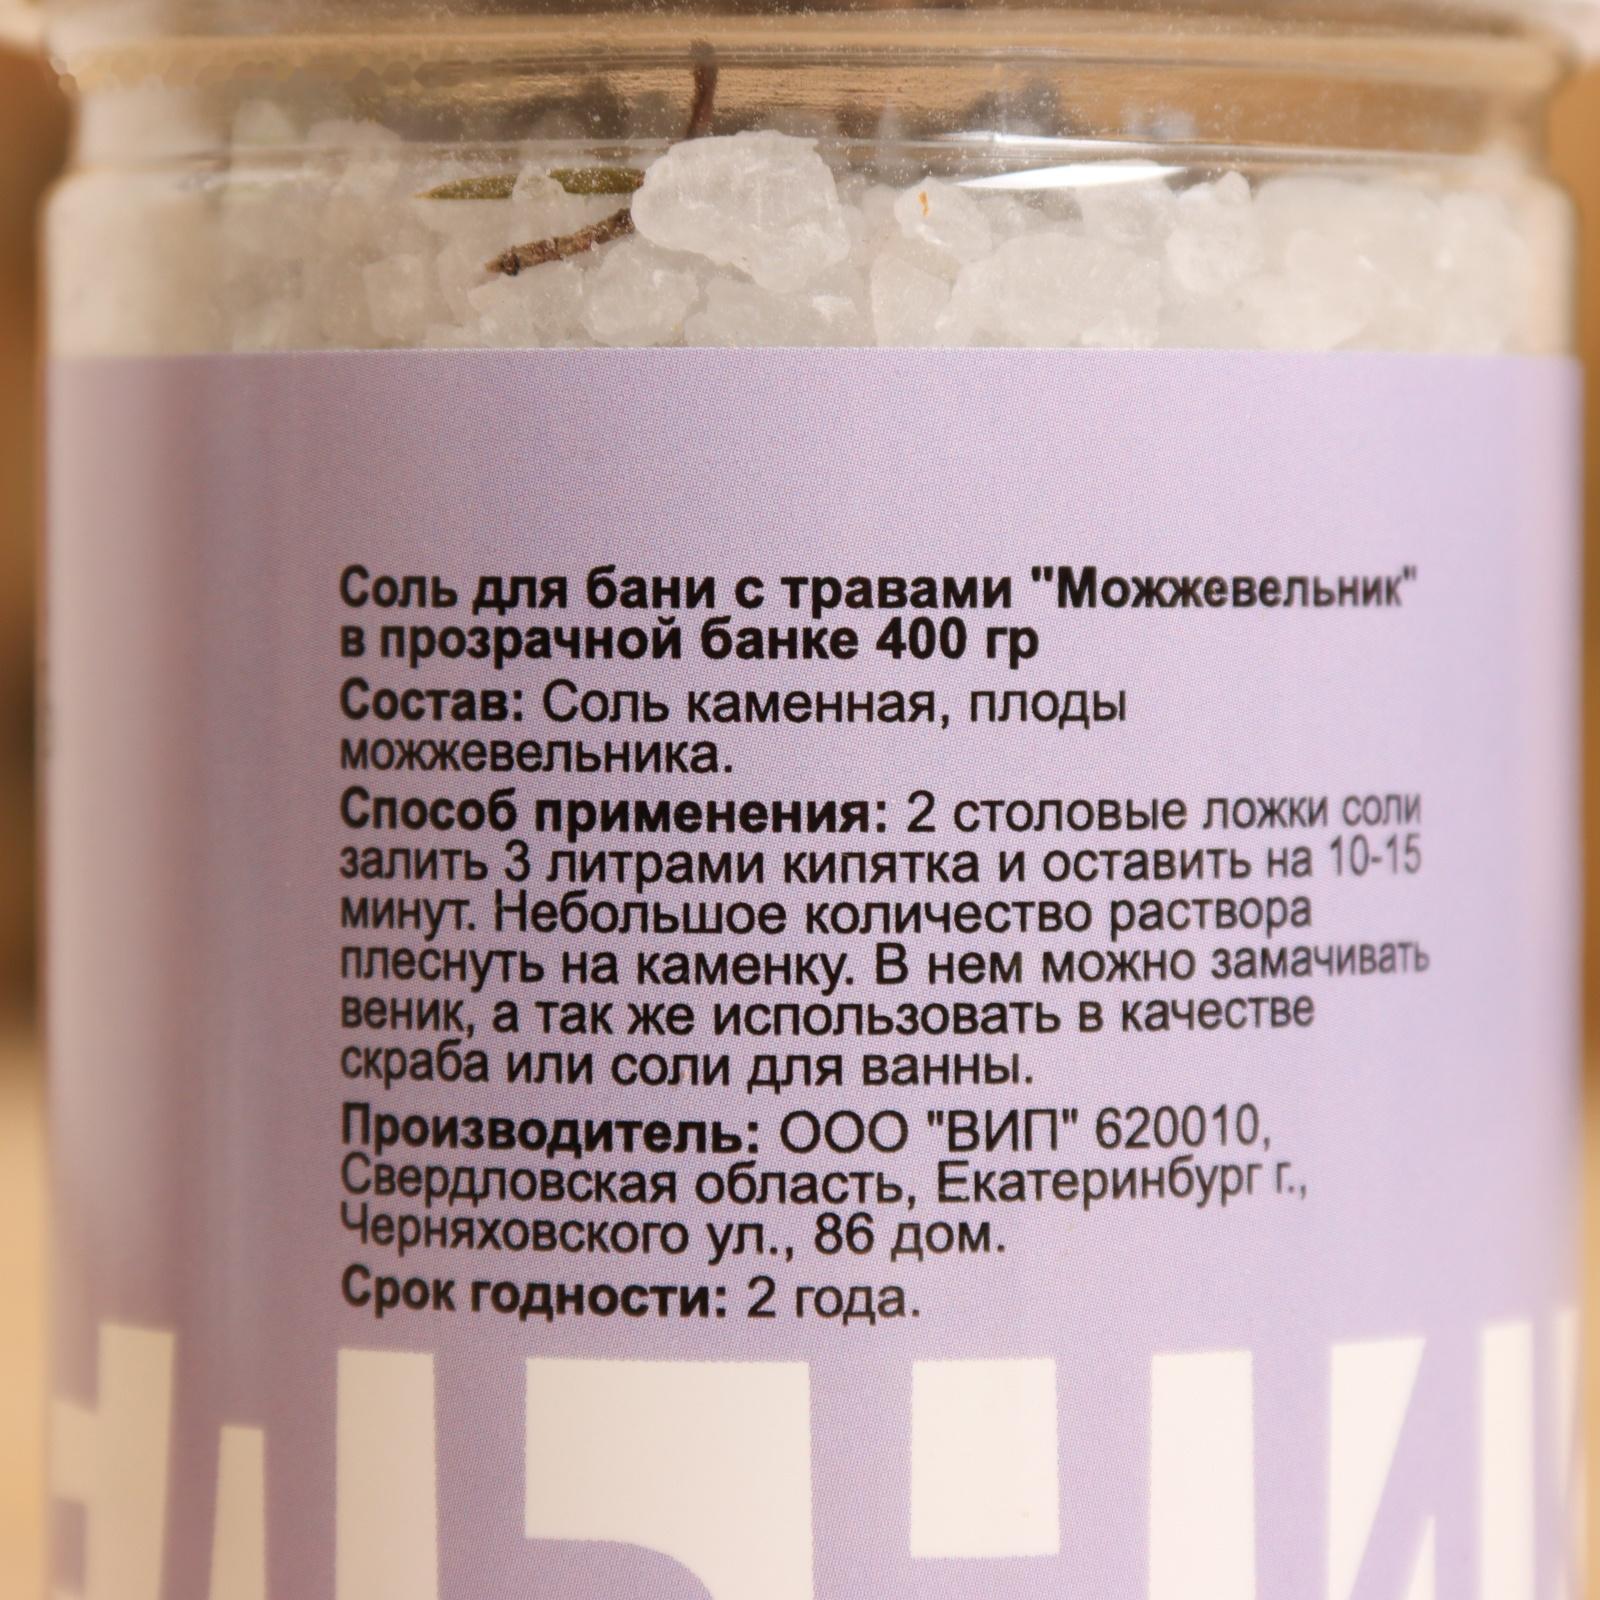 Соль для бани с травами "Можжевельник"
в прозрачной банке 400 гр
Состав: Соль каменная, плоды
можжевельника.
Способ применения: 2 столовые ложки соли
залить 3 литрами кипятка и оставить на 10-15
минут. Небольшое количество раствора
плеснуть на каменку. В нем можно замачивать
веник, а так же использовать в качестве
скраба или соли для ванны.
Производитель: ООО "ВИП" 620010,
Свердловская область, Екатеринбург г.,
Черняховского ул., 86 дом.
Срок годности: 2 года.